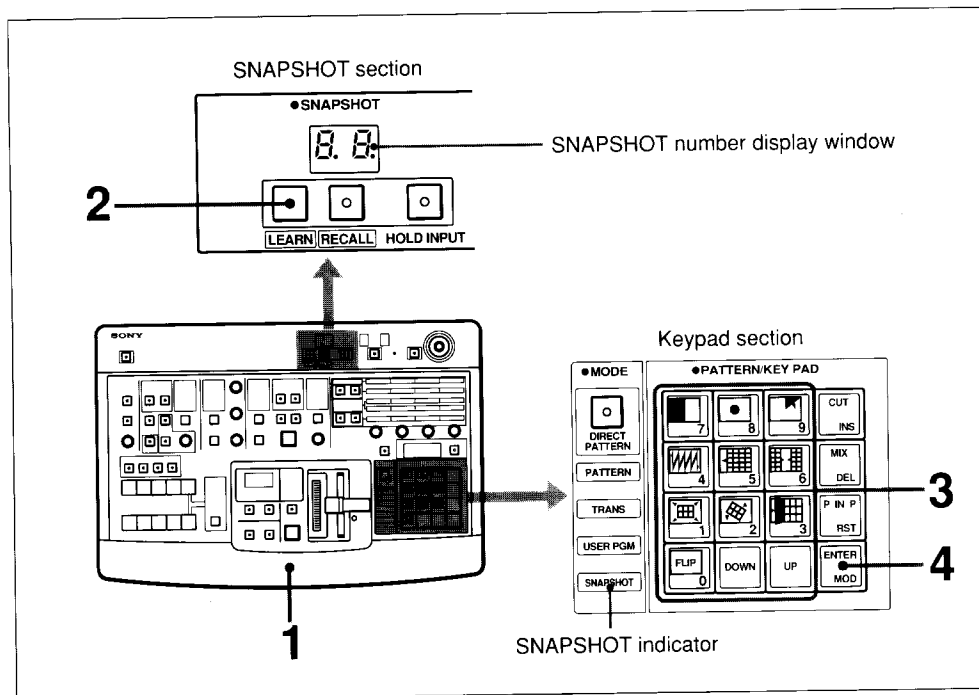 SNAPSHOT section
●SNAPSHOT
8. 8.
SNAPSHOT number display window
2
LEARN RECALL HOLD INPUT
SONY
1
Keypad section
●MODE
●PATTERN/KEY PAD
DIRECT PATTERN
PATTERN
TRANS
USER PGM
SNAPSHOT
7 8 9 CUT INS
4 5 6 MIX DEL
1 2 3 P IN P RST
FLIP 0 DOWN UP ENTER MOD
3
4
SNAPSHOT indicator